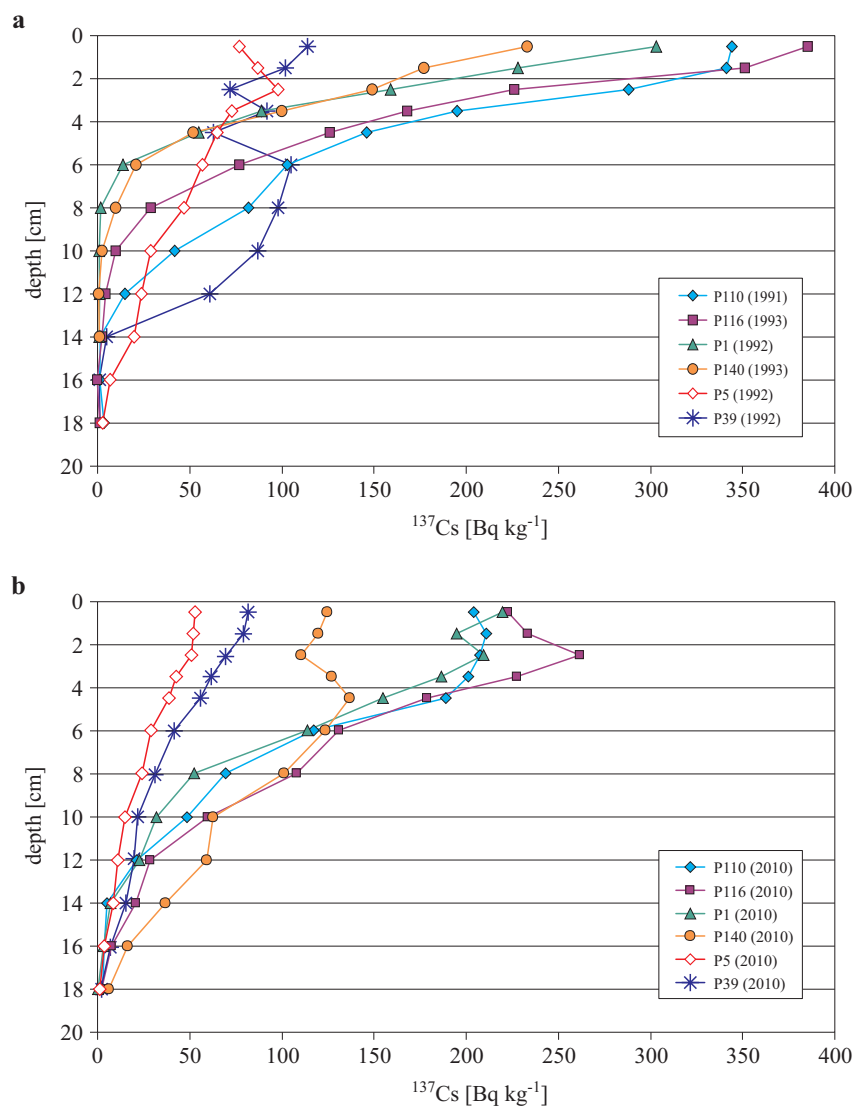 a
0
2
4
6
8
10
12
14
16
18
20
depth [cm]
P110 (1991)
P116 (1993)
P1 (1992)
P140 (1993)
P5 (1992)
P39 (1992)
0 50 100 150 200 250 300 350 400
¹³⁷Cs [Bq kg⁻¹]
b
0
2
4
6
8
10
12
14
16
18
20
depth [cm]
P110 (2010)
P116 (2010)
P1 (2010)
P140 (2010)
P5 (2010)
P39 (2010)
0 50 100 150 200 250 300 350 400
¹³⁷Cs [Bq kg⁻¹]